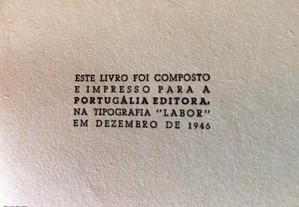 ESTE LIVRO FOI COMPOSTO
E IMPRESSO PARA A
PORTUGÁLIA EDITORA,
NA TIPOGRAFIA "LABOR"
EM DEZEMBRO DE 1946